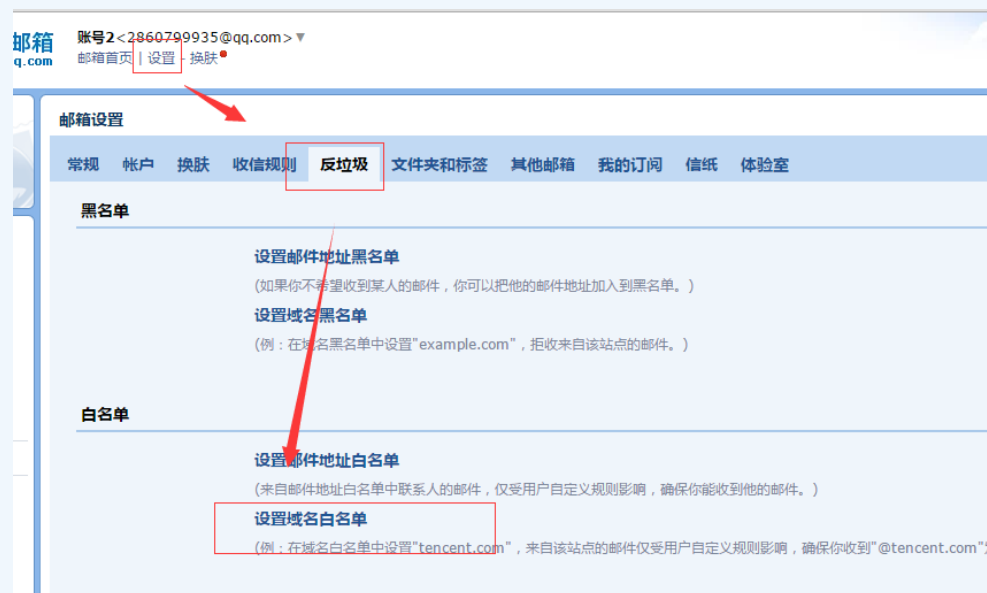 邮箱
账号2<2860799935@qq.com>
q.com
邮箱首页 | 设置 - 换肤
邮箱设置
常规 帐户 换肤 收信规则 反垃圾 文件夹和标签 其他邮箱 我的订阅 信纸 体验室
黑名单
设置邮件地址黑名单
(如果你不希望收到某人的邮件，你可以把他的邮件地址加入到黑名单。)
设置域名黑名单
(例：在域名黑名单中设置"example.com"，拒收来自该站点的邮件。)
白名单
设置邮件地址白名单
(来自邮件地址白名单中联系人的邮件，仅受用户自定义规则影响，确保你能收到他的邮件。)
设置域名白名单
(例：在域名白名单中设置"tencent.com"，来自该站点的邮件仅受用户自定义规则影响，确保你收到"@tencent.com"